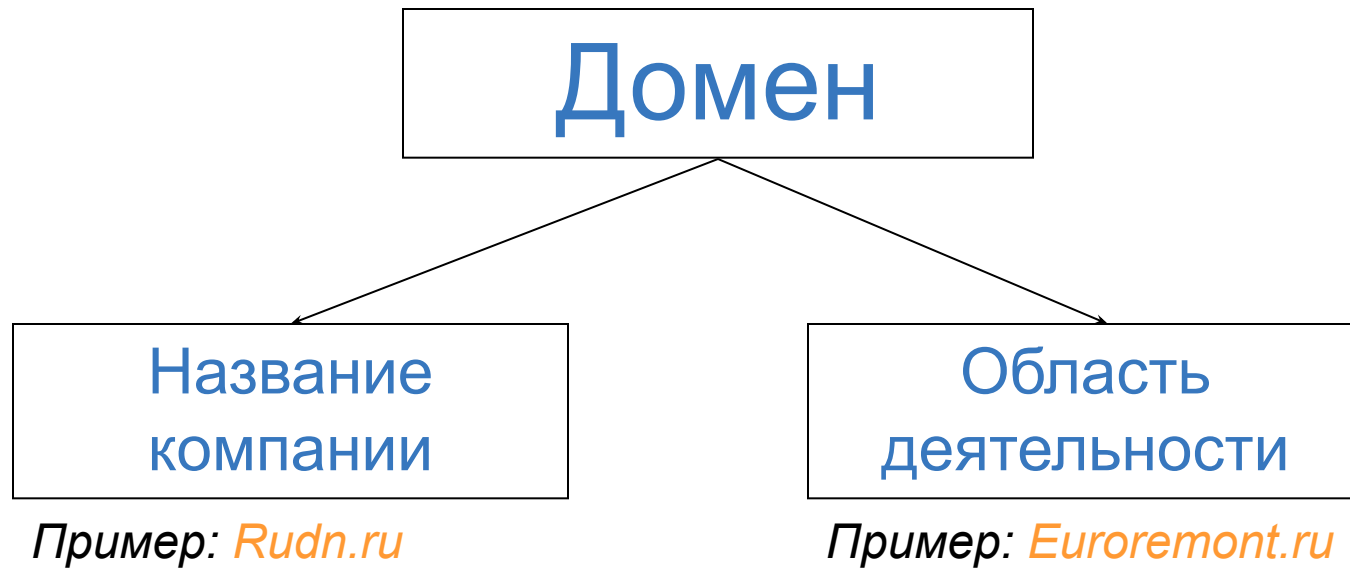 Домен
Название
компании
Пример: Rudn.ru
Область
деятельности
Пример: Euroremont.ru